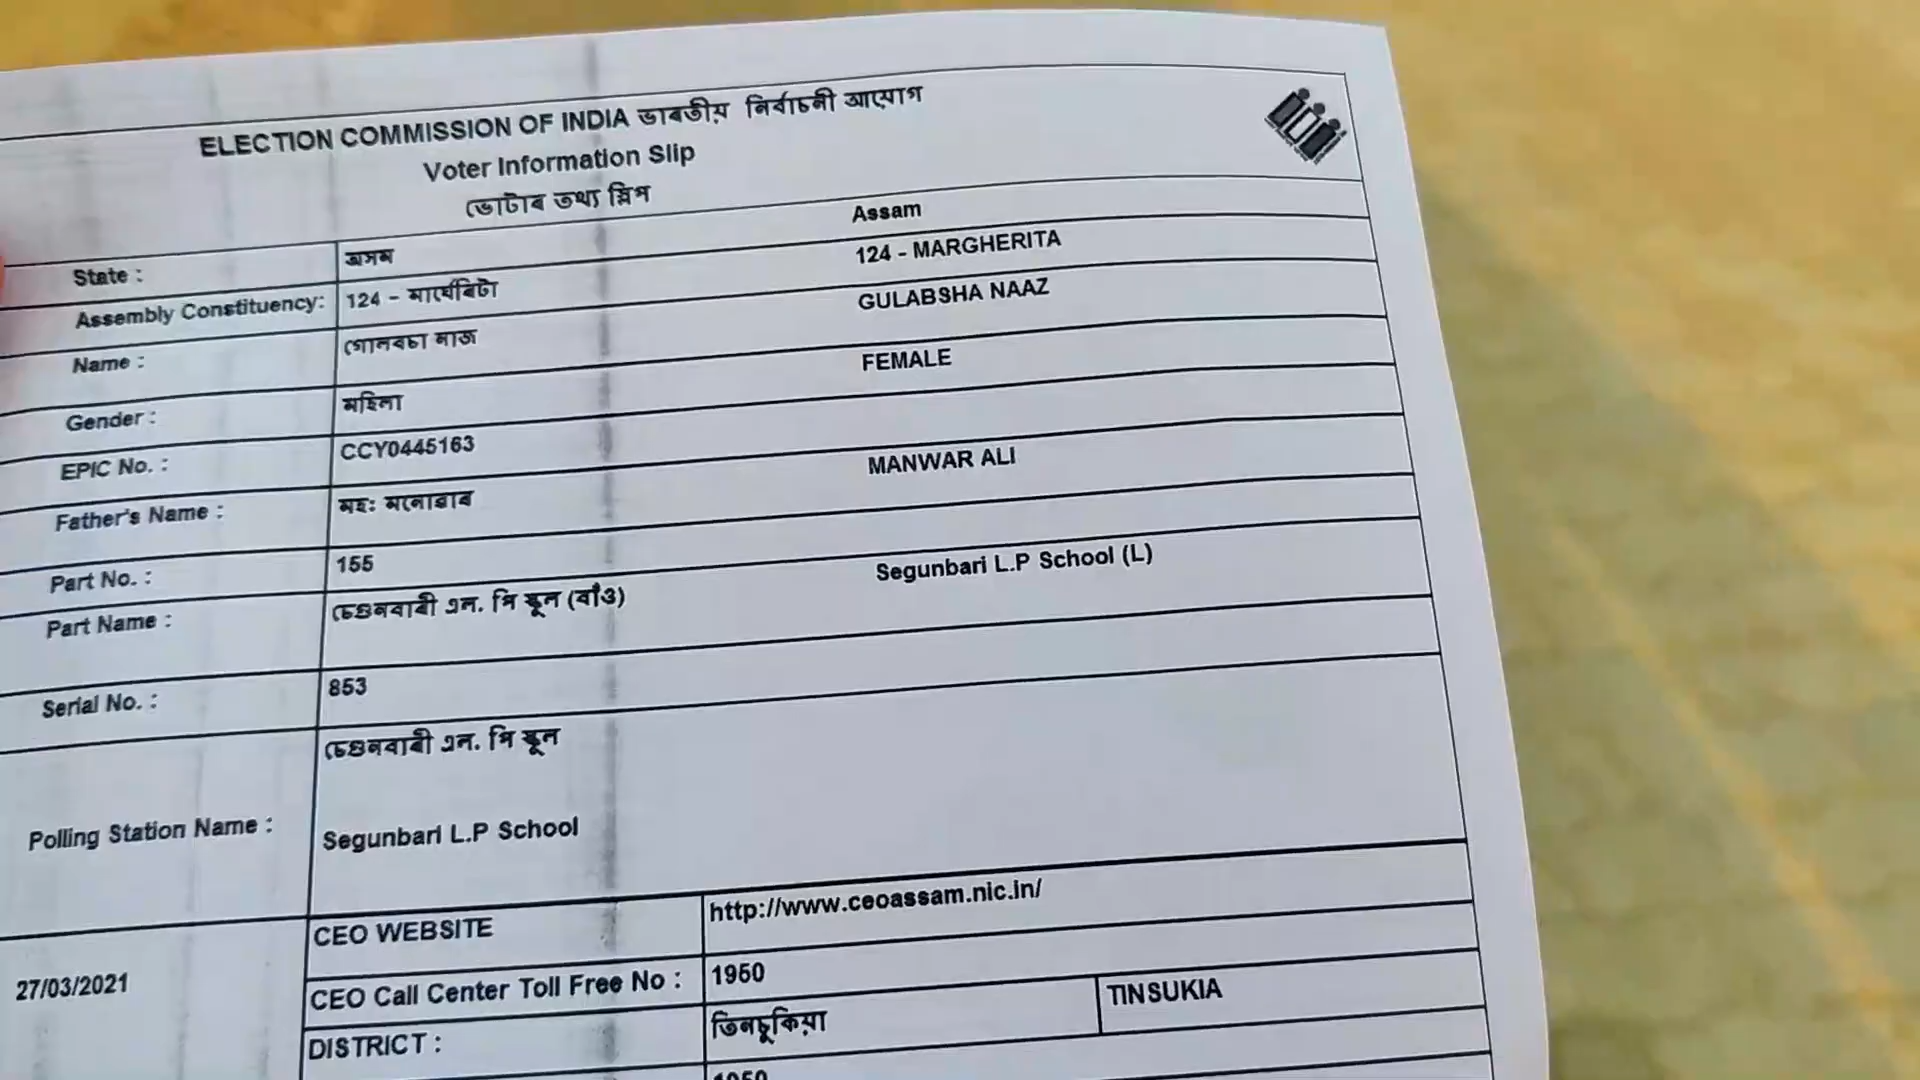 ELECTION COMMISSION OF INDIA ভাৰতীয় নিৰ্বাচনী আয়োগ
Voter Information Slip
ভোটাৰ তথ্য স্লিপ
State : অসম Assam
Assembly Constituency: 124 - মাৰ্ঘেৰিটা 124 - MARGHERITA
Name : গোলবচা নাজ GULABSHA NAAZ
Gender : মহিলা FEMALE
EPIC No. : CCY0445163
Father's Name : মহঃ মনোৱাৰ MANWAR ALI
Part No. : 155
Part Name : চেগুনবাৰী এল. পি স্কুল (বাঁও) Segunbari L.P School (L)
Serial No. : 853
চেগুনবাৰী এল. পি স্কুল
Polling Station Name : Segunbari L.P School
27/03/2021
CEO WEBSITE http://www.ceoassam.nic.in/
CEO Call Center Toll Free No : 1950
DISTRICT : তিনচুকিয়া TINSUKIA
1950